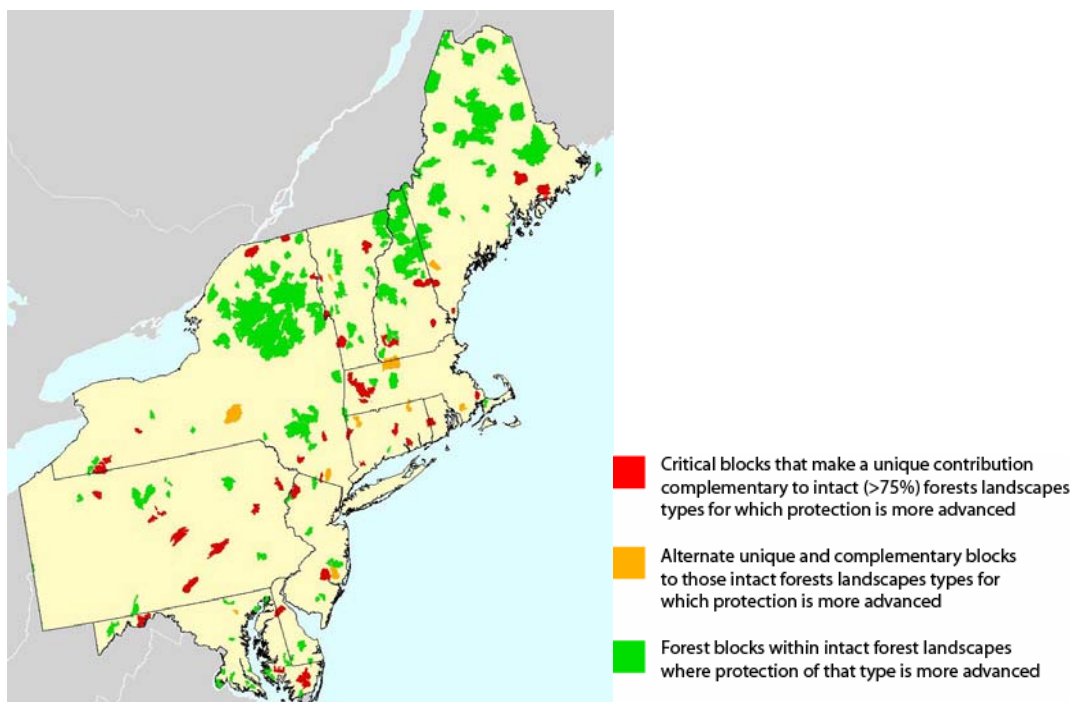 Critical blocks that make a unique contribution
complementary to intact (>75%) forests landscapes
types for which protection is more advanced
Alternate unique and complementary blocks
to those intact forests landscapes types for
which protection is more advanced
Forest blocks within intact forest landscapes
where protection of that type is more advanced